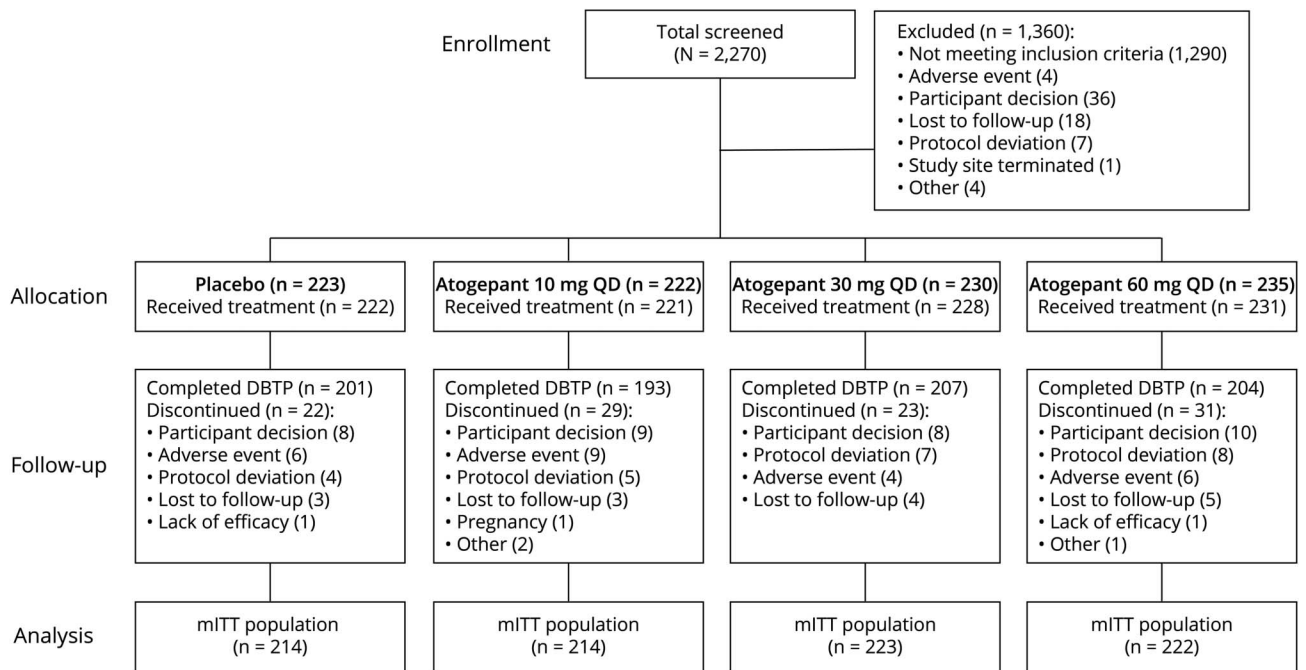 Enrollment
Total screened
(N = 2,270)
Excluded (n = 1,360):
• Not meeting inclusion criteria (1,290)
• Adverse event (4)
• Participant decision (36)
• Lost to follow-up (18)
• Protocol deviation (7)
• Study site terminated (1)
• Other (4)
Allocation
Placebo (n = 223)
Received treatment (n = 222)
Atogepant 10 mg QD (n = 222)
Received treatment (n = 221)
Atogepant 30 mg QD (n = 230)
Received treatment (n = 228)
Atogepant 60 mg QD (n = 235)
Received treatment (n = 231)
Follow-up
Completed DBTP (n = 201)
Discontinued (n = 22):
• Participant decision (8)
• Adverse event (6)
• Protocol deviation (4)
• Lost to follow-up (3)
• Lack of efficacy (1)
Completed DBTP (n = 193)
Discontinued (n = 29):
• Participant decision (9)
• Adverse event (9)
• Protocol deviation (5)
• Lost to follow-up (3)
• Pregnancy (1)
• Other (2)
Completed DBTP (n = 207)
Discontinued (n = 23):
• Participant decision (8)
• Protocol deviation (7)
• Adverse event (4)
• Lost to follow-up (4)
Completed DBTP (n = 204)
Discontinued (n = 31):
• Participant decision (10)
• Protocol deviation (8)
• Adverse event (6)
• Lost to follow-up (5)
• Lack of efficacy (1)
• Other (1)
Analysis
mITT population
(n = 214)
mITT population
(n = 214)
mITT population
(n = 223)
mITT population
(n = 222)